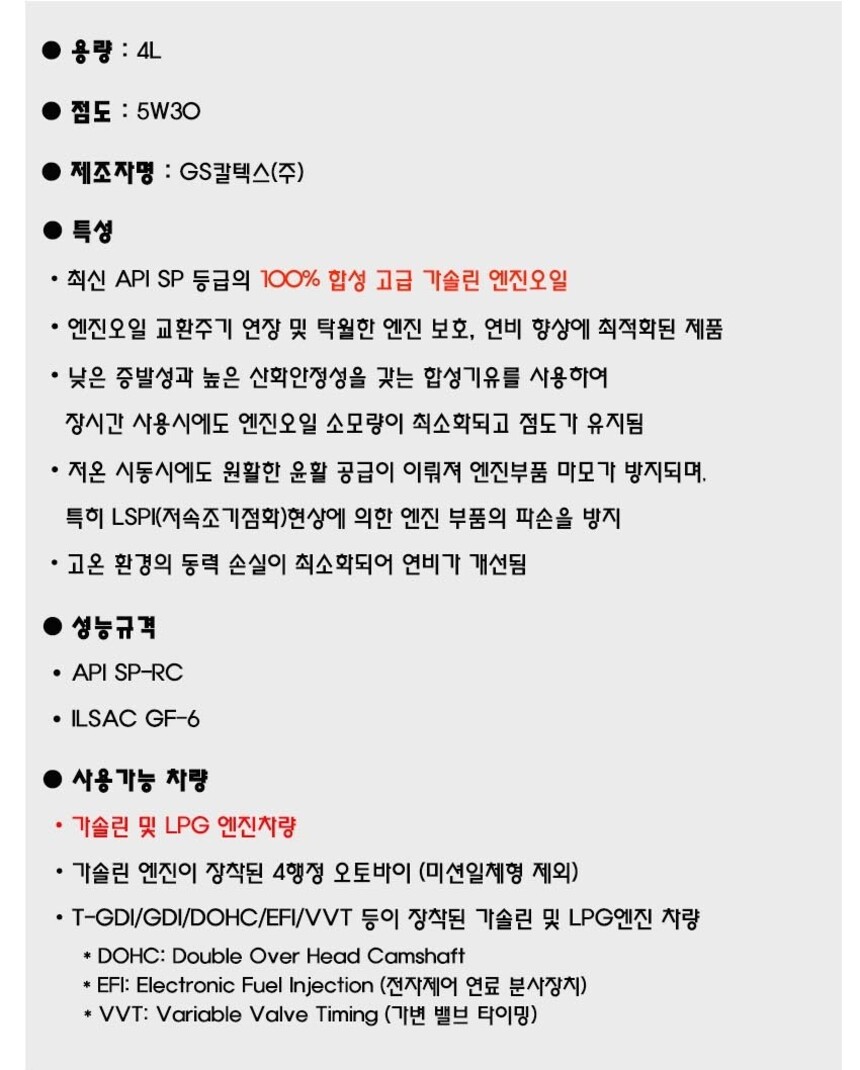 ● 용량 : 4L
● 점도 : 5W30
● 제조자명 : GS칼텍스(주)
● 특성
• 최신 API SP 등급의 100% 합성 고급 가솔린 엔진오일
• 엔진오일 교환주기 연장 및 탁월한 엔진 보호, 연비 향상에 최적화된 제품
• 낮은 증발성과 높은 산화안정성을 갖는 합성기유를 사용하여
장시간 사용시에도 엔진오일 소모량이 최소화되고 점도가 유지됨
• 저온 시동시에도 원활한 윤활 공급이 이뤄져 엔진부품 마모가 방지되며,
특히 LSPI(저속조기점화)현상에 의한 엔진 부품의 파손을 방지
• 고온 환경의 동력 손실이 최소화되어 연비가 개선됨
● 성능규격
• API SP-RC
• ILSAC GF-6
● 사용가능 차량
• 가솔린 및 LPG 엔진차량
• 가솔린 엔진이 장착된 4행정 오토바이 (미션일체형 제외)
• T-GDI/GDI/DOHC/EFI/VVT 등이 장착된 가솔린 및 LPG엔진 차량
* DOHC: Double Over Head Camshaft
* EFI: Electronic Fuel Injection (전자제어 연료 분사장치)
* VVT: Variable Valve Timing (가변 밸브 타이밍)